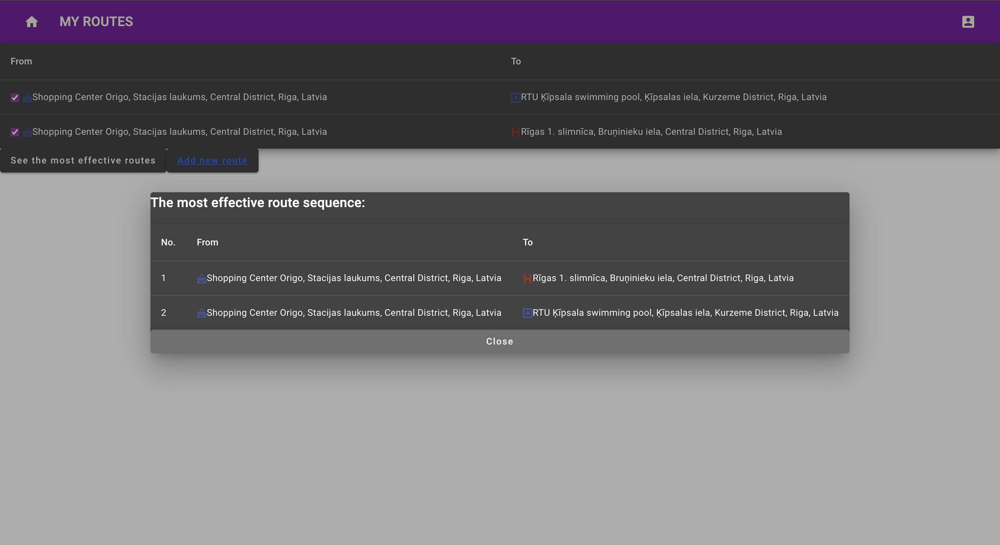 MY ROUTES
From To
Shopping Center Origo, Stacijas laukums, Central District, Riga, Latvia RTU Ķīpsala swimming pool, Ķīpsalas iela, Kurzeme District, Riga, Latvia
Shopping Center Origo, Stacijas laukums, Central District, Riga, Latvia Rīgas 1. slimnīca, Bruņinieku iela, Central District, Riga, Latvia
See the most effective routes Add new route
The most effective route sequence:
No. From To
1 Shopping Center Origo, Stacijas laukums, Central District, Riga, Latvia Rīgas 1. slimnīca, Bruņinieku iela, Central District, Riga, Latvia
2 Shopping Center Origo, Stacijas laukums, Central District, Riga, Latvia RTU Ķīpsala swimming pool, Ķīpsalas iela, Kurzeme District, Riga, Latvia
Close